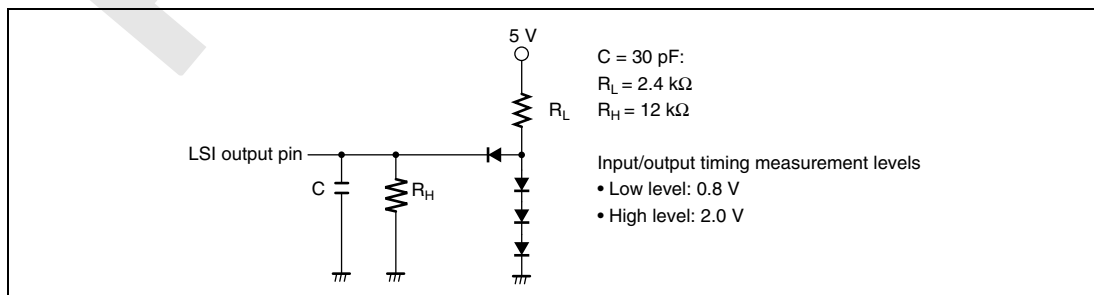 5 V
C = 30 pF:
R_L = 2.4 kΩ
R_H = 12 kΩ
R_L
LSI output pin
C
R_H
Input/output timing measurement levels
• Low level: 0.8 V
• High level: 2.0 V